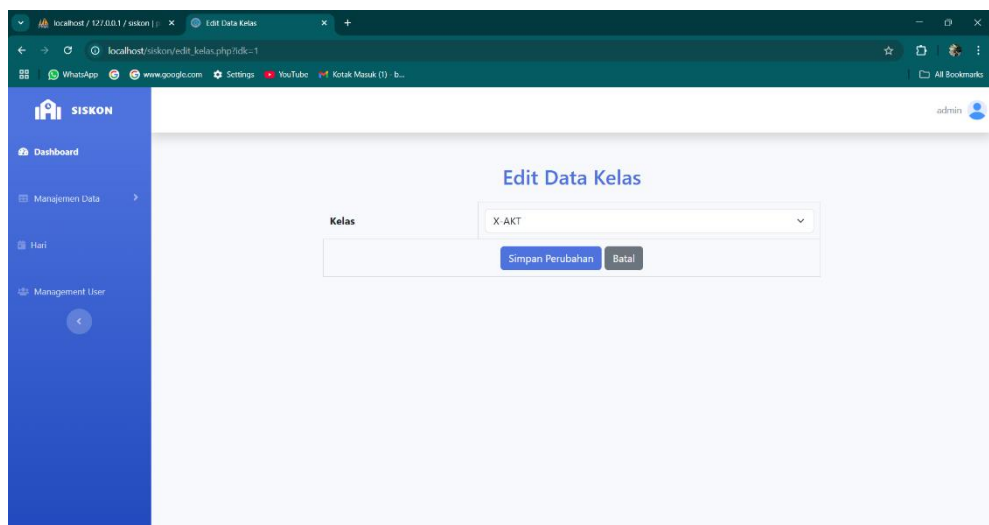 localhost / 127.0.0.1 / siskon | p
Edit Data Kelas
localhost/siskon/edit_kelas.php?idk=1
WhatsApp
www.google.com
Settings
YouTube
Kotak Masuk (1) - b...
All Bookmarks
SISKON
admin
Dashboard
Edit Data Kelas
Manajemen Data
Kelas
X-AKT
Hari
Simpan Perubahan
Batal
Management User